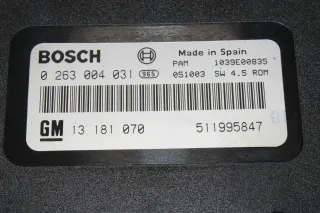 BOSCH Made in Spain
0 263 004 031 PAM 1039E00835
051003 SW 4.5 ROM
GM 13 181 070 511995847